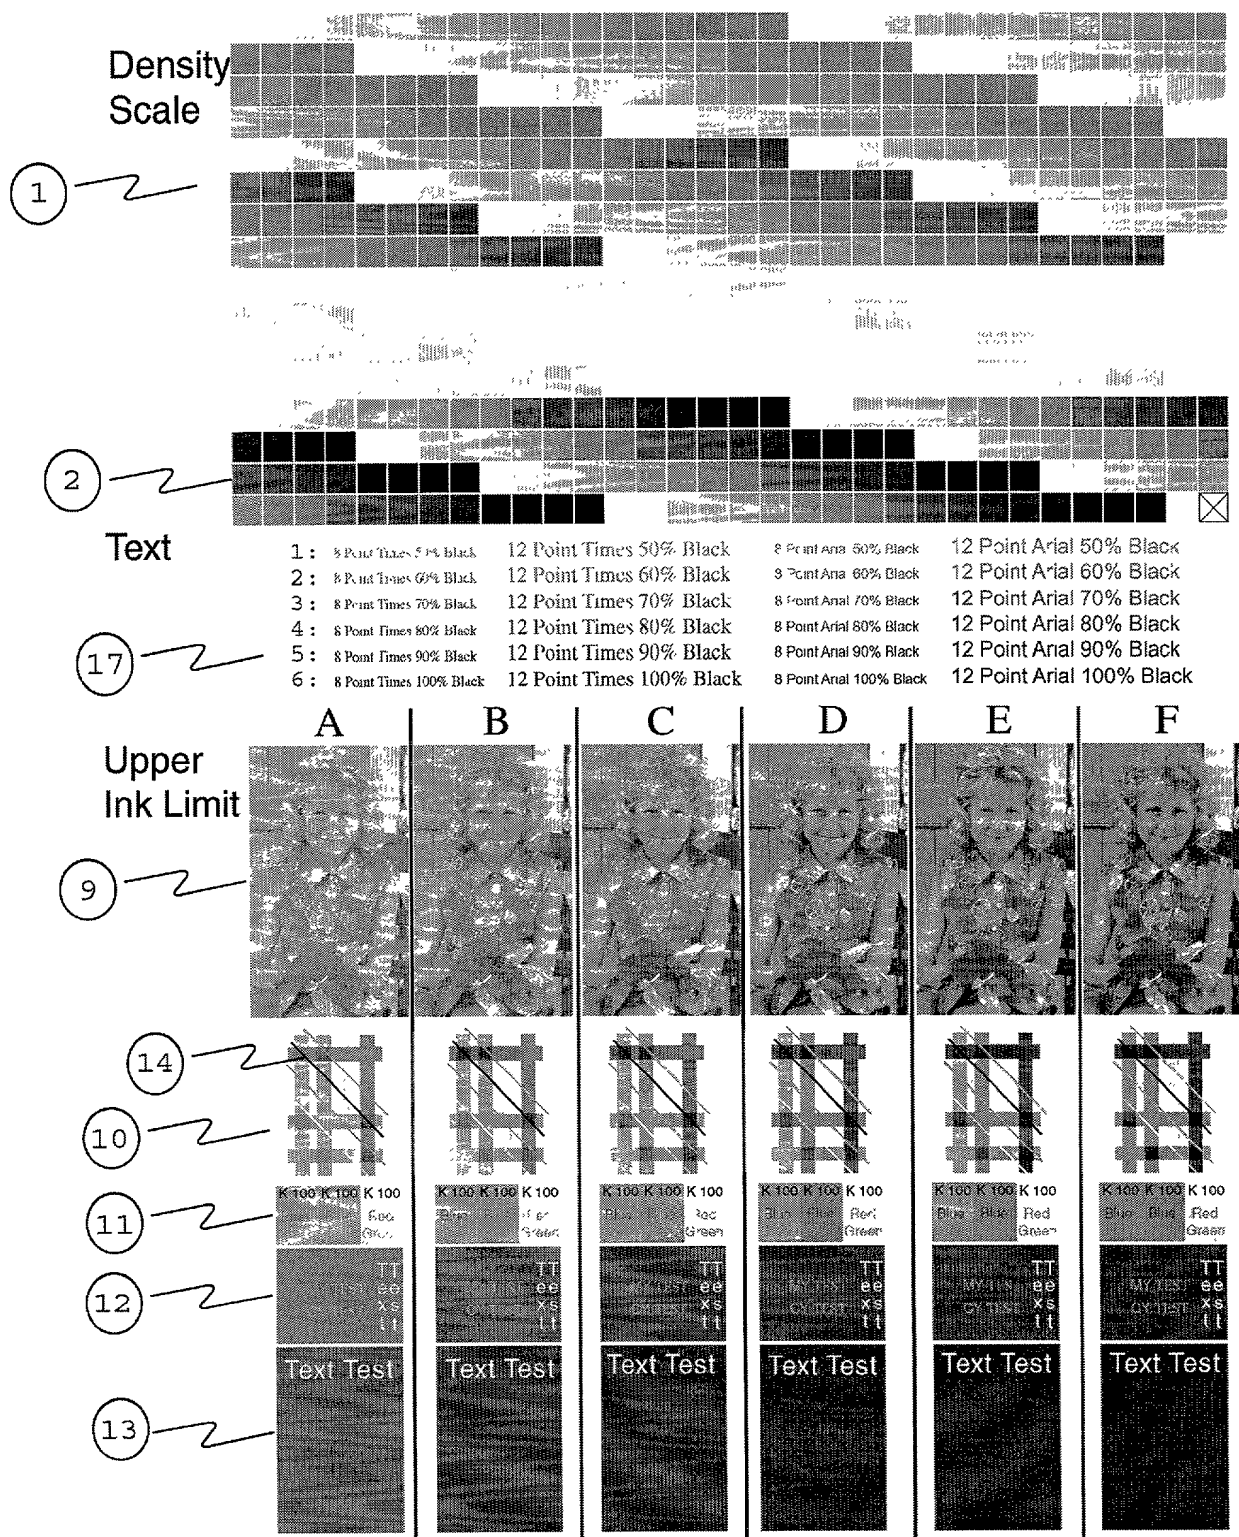 Density
Scale
1
2
Text
1: 8 Point Times 50% Black 12 Point Times 50% Black 8 Point Arial 50% Black 12 Point Arial 50% Black
2: 8 Point Times 60% Black 12 Point Times 60% Black 8 Point Arial 60% Black 12 Point Arial 60% Black
3: 8 Point Times 70% Black 12 Point Times 70% Black 8 Point Arial 70% Black 12 Point Arial 70% Black
4: 8 Point Times 80% Black 12 Point Times 80% Black 8 Point Arial 80% Black 12 Point Arial 80% Black
17
5: 8 Point Times 90% Black 12 Point Times 90% Black 8 Point Arial 90% Black 12 Point Arial 90% Black
6: 8 Point Times 100% Black 12 Point Times 100% Black 8 Point Arial 100% Black 12 Point Arial 100% Black
A B C D E F
Upper
Ink Limit
9
14
10
K 100 K 100 K 100 K 100 K 100 K 100 K 100 K 100 K 100 K 100 K 100 K 100 K 100 K 100 K 100 K 100 K 100 K 100
11
Red Blue Blue Red Blue Blue Red Blue Blue Red Blue Blue Red
Green Green Green Green Green
12
TT TT TT TT TT TT
ee ee ee MY TEST ee MY TEST ee
xs xs xs CY TEST xs CY TEST xs
tt tt tt tt tt tt
Text Test Text Test Text Test Text Test Text Test Text Test
13